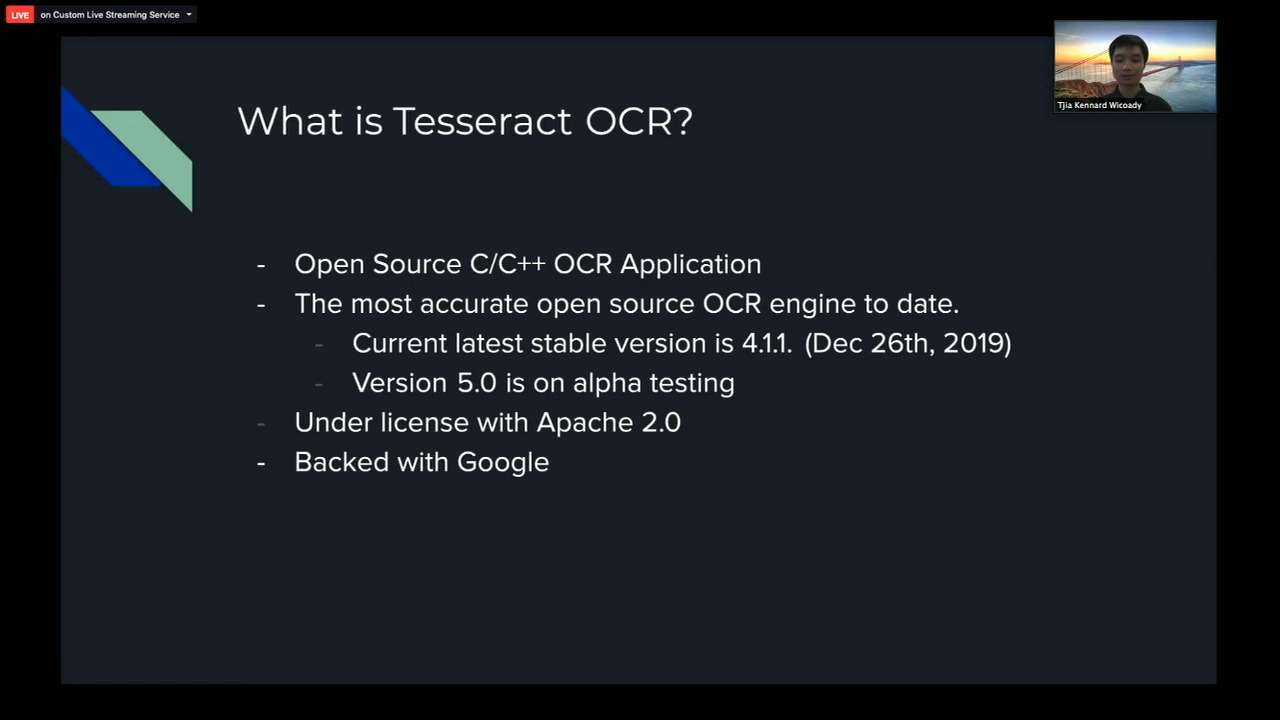 LIVE on Custom Live Streaming Service
Tjia Kennard Wicoady
What is Tesseract OCR?
- Open Source C/C++ OCR Application
- The most accurate open source OCR engine to date.
- Current latest stable version is 4.1.1. (Dec 26th, 2019)
- Version 5.0 is on alpha testing
- Under license with Apache 2.0
- Backed with Google